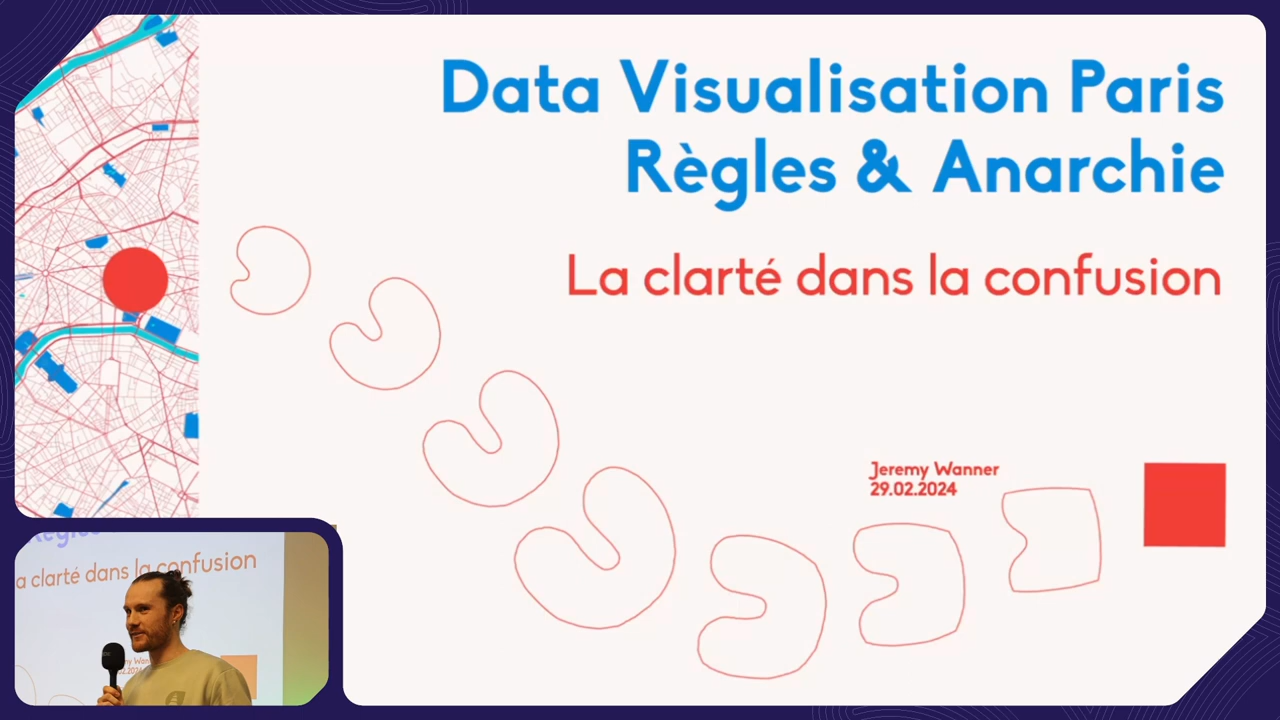 Data Visualisation Paris
Règles & Anarchie
La clarté dans la confusion
Jeremy Wanner
29.02.2024
a clarté dans la confusion